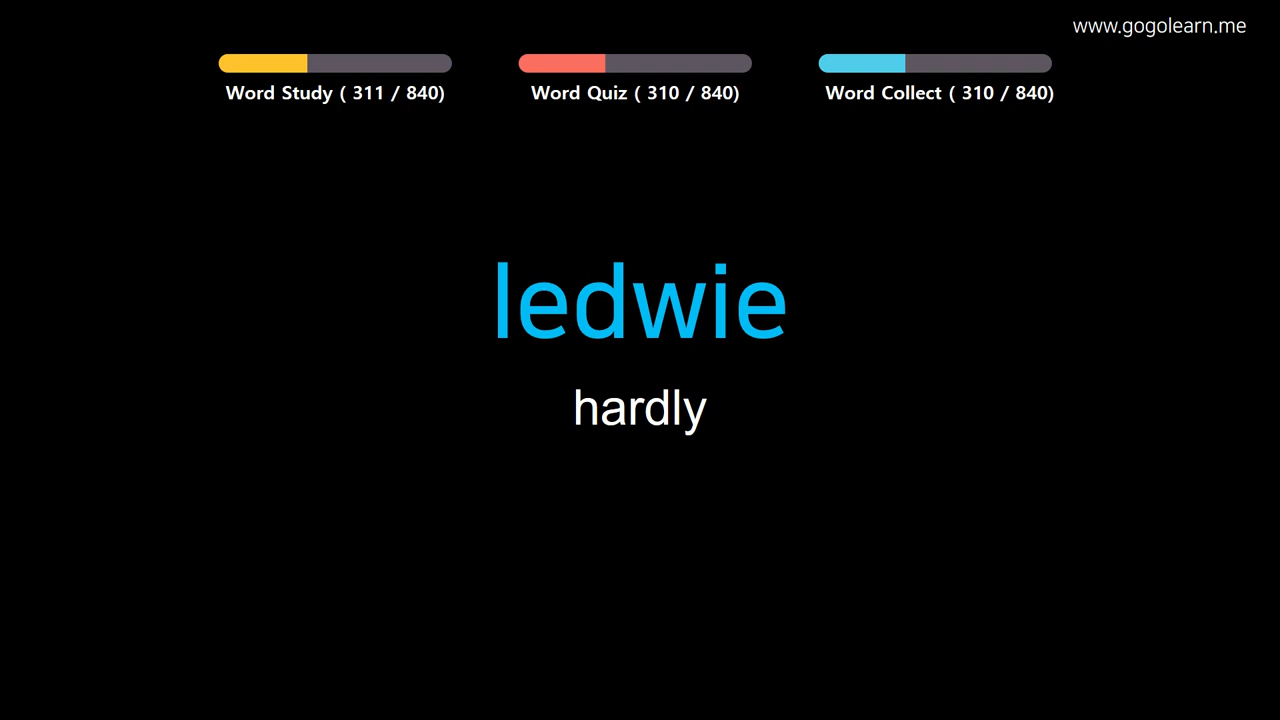 www.gogolearn.me
Word Study ( 311 / 840)
Word Quiz ( 310 / 840)
Word Collect ( 310 / 840)
ledwie
hardly